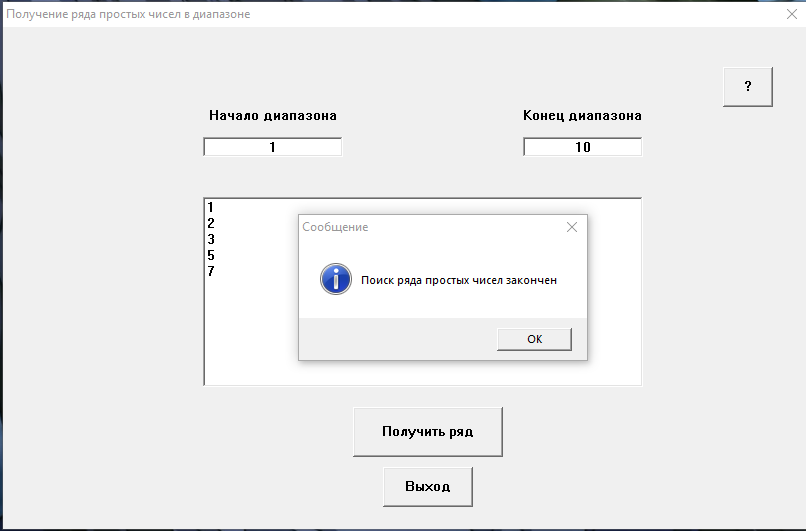 Получение ряда простых чисел в диапазоне
?
Начало диапазона
Конец диапазона
1
10
1
2
3
5
7
Сообщение
Поиск ряда простых чисел закончен
OK
Получить ряд
Выход